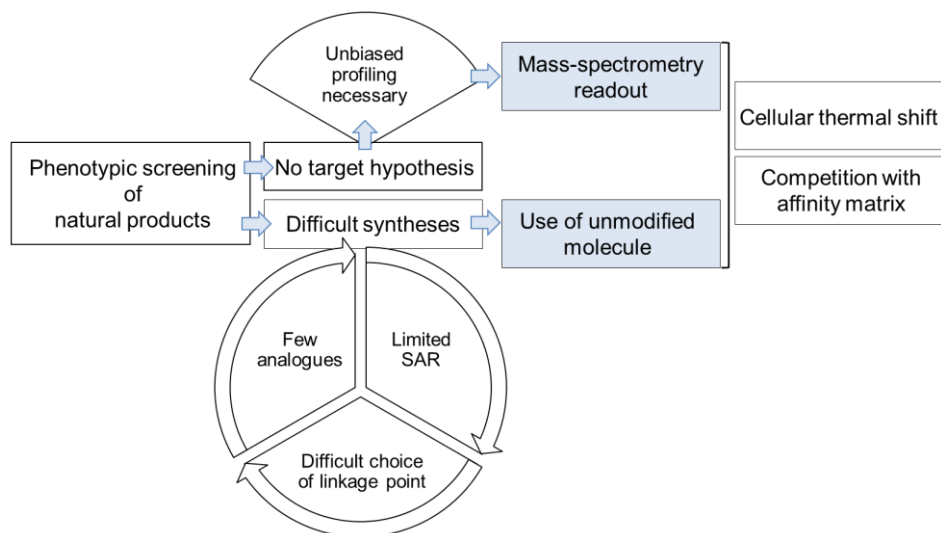 Unbiased
profiling
necessary
Mass-spectrometry
readout
Cellular thermal shift
Phenotypic screening
of
natural products
No target hypothesis
Competition with
affinity matrix
Difficult syntheses
Use of unmodified
molecule
Few
analogues
Limited
SAR
Difficult choice
of linkage point